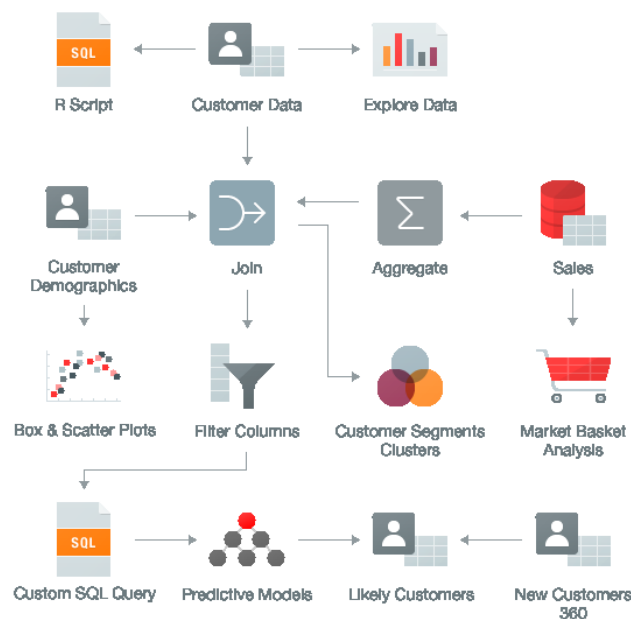 SQL
R Script
Customer Data
Explore Data
Customer
Demographics
Join
Aggregate
Sales
Box & Scatter Plots
Filter Columns
Customer Segments
Clusters
Market Basket
Analysis
SQL
Custom SQL Query
Predictive Models
Likely Customers
New Customers
360